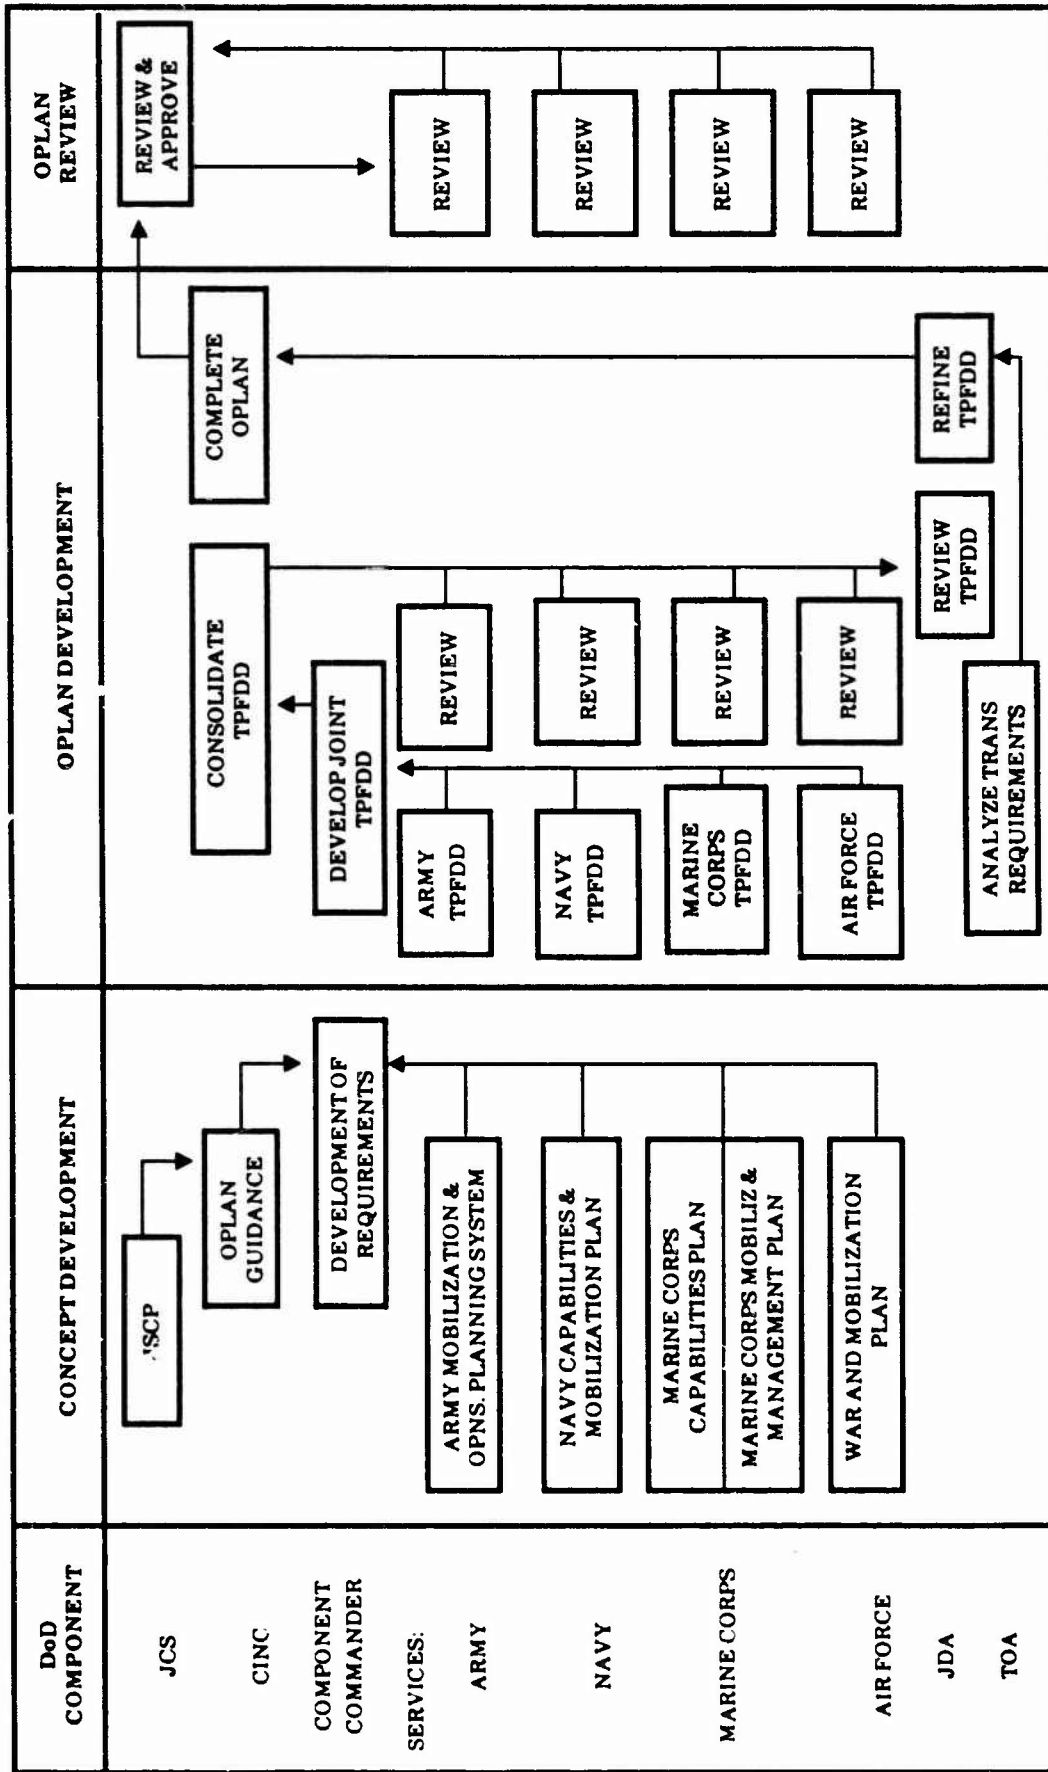 DoD
COMPONENT
CONCEPT DEVELOPMENT
OPLAN DEVELOPMENT
OPLAN
REVIEW
JCS
REVIEW &
APPROVE
CINC
OPLAN
GUIDANCE
CONSOLIDATE
TPFDD
COMPLETE
OPLAN
COMPONENT
COMMANDER
DEVELOPMENT OF
REQUIREMENTS
DEVELOP JOINT
TPFDD
SERVICES:
ARMY
ARMY MOBILIZATION &
OPNS. PLANNING SYSTEM
ARMY
TPFDD
REVIEW
REVIEW
NAVY
NAVY CAPABILITIES &
MOBILIZATION PLAN
NAVY
TPFDD
REVIEW
REVIEW
MARINE CORPS
MARINE CORPS
CAPABILITIES PLAN
MARINE CORPS MOBILIZ &
MANAGEMENT PLAN
MARINE
CORPS
TPFDD
REVIEW
REVIEW
AIR FORCE
WAR AND MOBILIZATION
PLAN
AIR FORCE
TPFDD
REVIEW
REVIEW
JDA
REVIEW
TPFDD
REFINE
TPFDD
TOA
ANALYZE TRANS
REQUIREMENTS